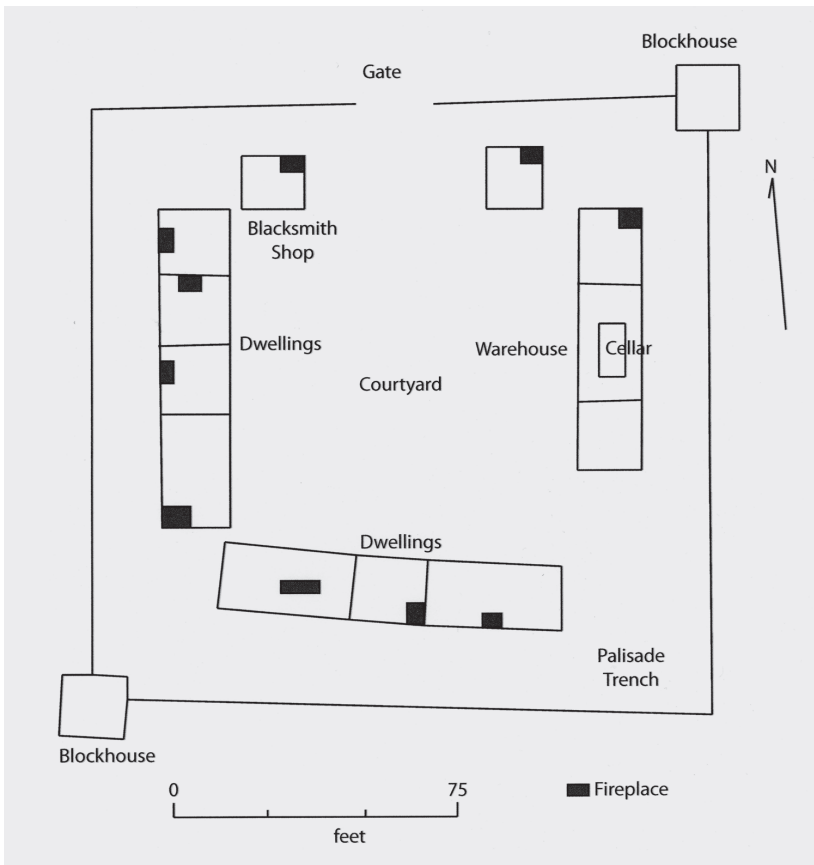 Blockhouse
Gate
N
Blacksmith
Shop
Dwellings
Warehouse
Cellar
Courtyard
Dwellings
Palisade
Trench
Blockhouse
0
75
Fireplace
feet